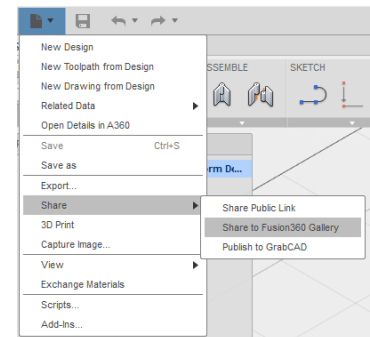 New Design
New Toolpath from Design
New Drawing from Design
Related Data
Open Details in A360
Save Ctrl+S
Save as
Export...
Share
3D Print
Capture Image...
View
Exchange Materials
Scripts...
Add-Ins...
SSEMBLE
SKETCH
rm De...
Share Public Link
Share to Fusion360 Gallery
Publish to GrabCAD